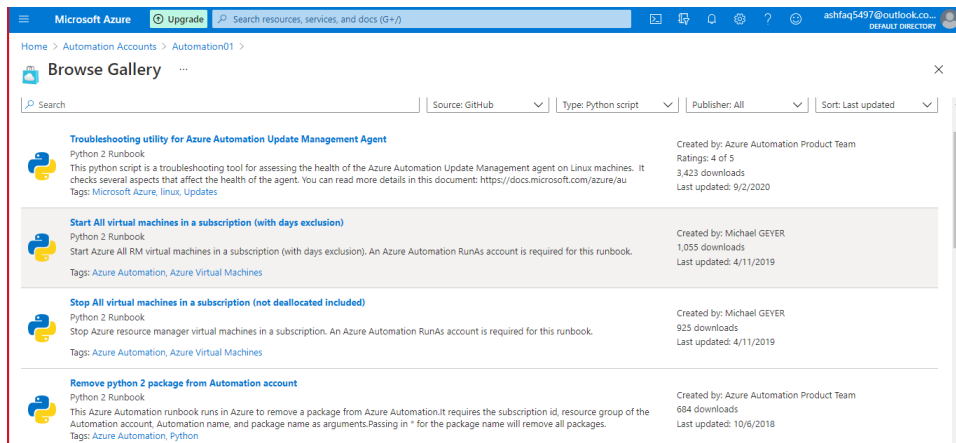 Microsoft Azure
Upgrade
Search resources, services, and docs (G+/)
ashfaq5497@outlook.co...
DEFAULT DIRECTORY
Home > Automation Accounts > Automation01 >
Browse Gallery ...
Search
Source: GitHub
Type: Python script
Publisher: All
Sort: Last updated
Troubleshooting utility for Azure Automation Update Management Agent
Python 2 Runbook
This python script is a troubleshooting tool for assessing the health of the Azure Automation Update Management agent on Linux machines. It
checks several aspects that affect the health of the agent. You can read more details in this document: https://docs.microsoft.com/azure/au
Tags: Microsoft Azure, linux, Updates
Created by: Azure Automation Product Team
Ratings: 4 of 5
3,423 downloads
Last updated: 9/2/2020
Start All virtual machines in a subscription (with days exclusion)
Python 2 Runbook
Start Azure All RM virtual machines in a subscription (with days exclusion). An Azure Automation RunAs account is required for this runbook.
Tags: Azure Automation, Azure Virtual Machines
Created by: Michael GEYER
1,055 downloads
Last updated: 4/11/2019
Stop All virtual machines in a subscription (not deallocated included)
Python 2 Runbook
Stop Azure resource manager virtual machines in a subscription. An Azure Automation RunAs account is required for this runbook.
Tags: Azure Automation, Azure Virtual Machines
Created by: Michael GEYER
925 downloads
Last updated: 4/11/2019
Remove python 2 package from Automation account
Python 2 Runbook
This Azure Automation runbook runs in Azure to remove a package from Azure Automation.It requires the subscription id, resource group of the
Automation account, Automation name, and package name as arguments.Passing in * for the package name will remove all packages.
Tags: Azure Automation, Python
Created by: Azure Automation Product Team
684 downloads
Last updated: 10/6/2018